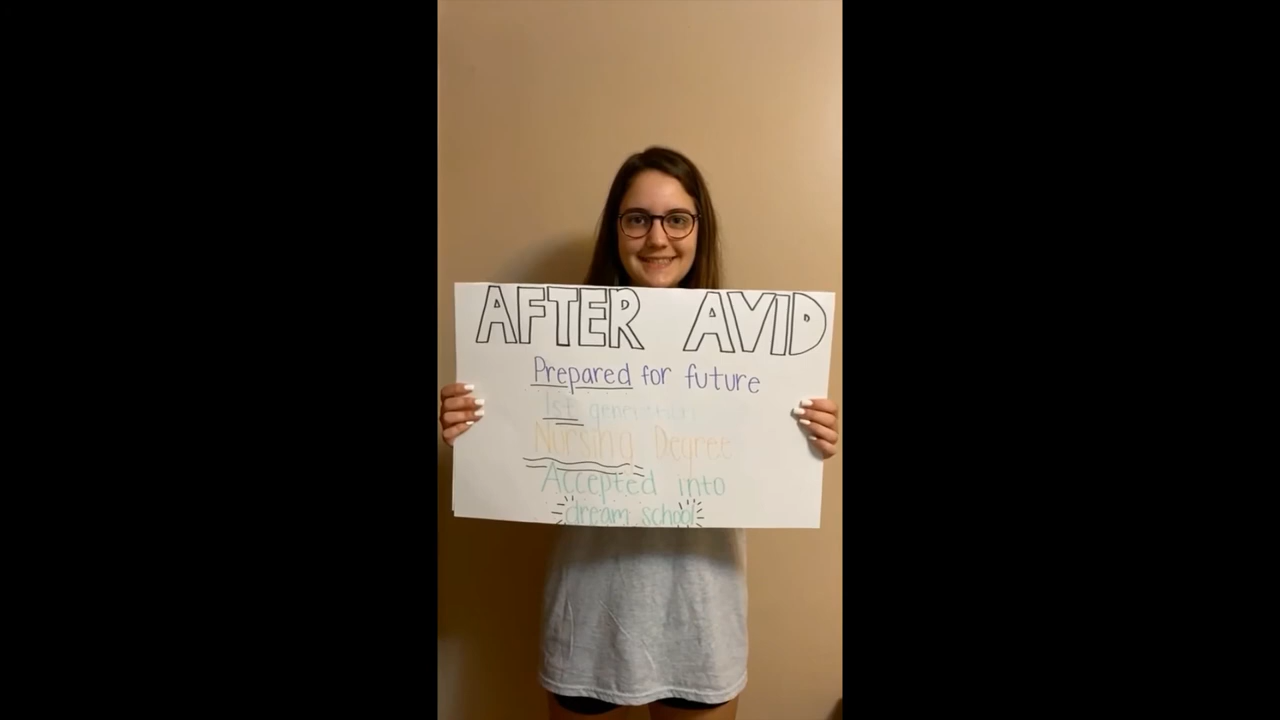 AFTER AVID
Prepared for future
1st generation
Nursing Degree
Accepted into
dream school